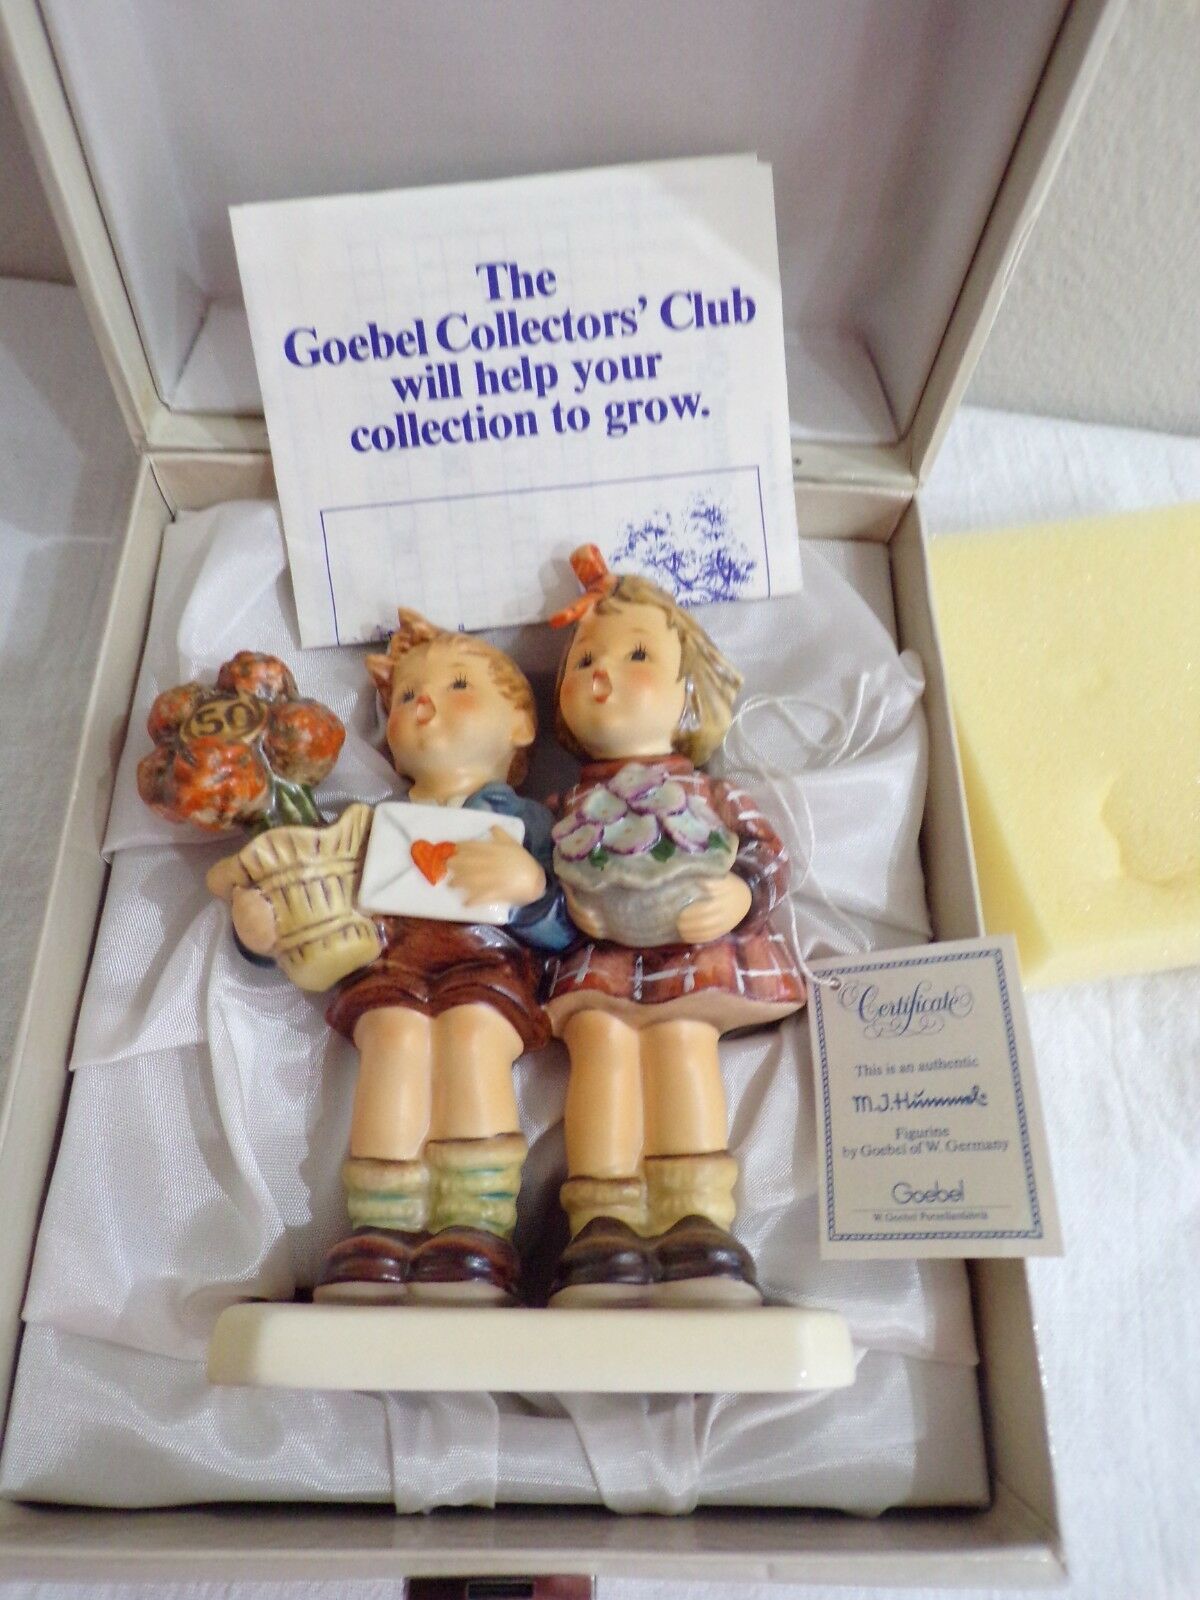 The
Goebel Collectors' Club
will help your
collection to grow.
50
Certificate
This is an authentic
M.J.Hummel
Figurine
by Goebel of W. Germany
Goebel
W. Goebel Porzellanfabrik